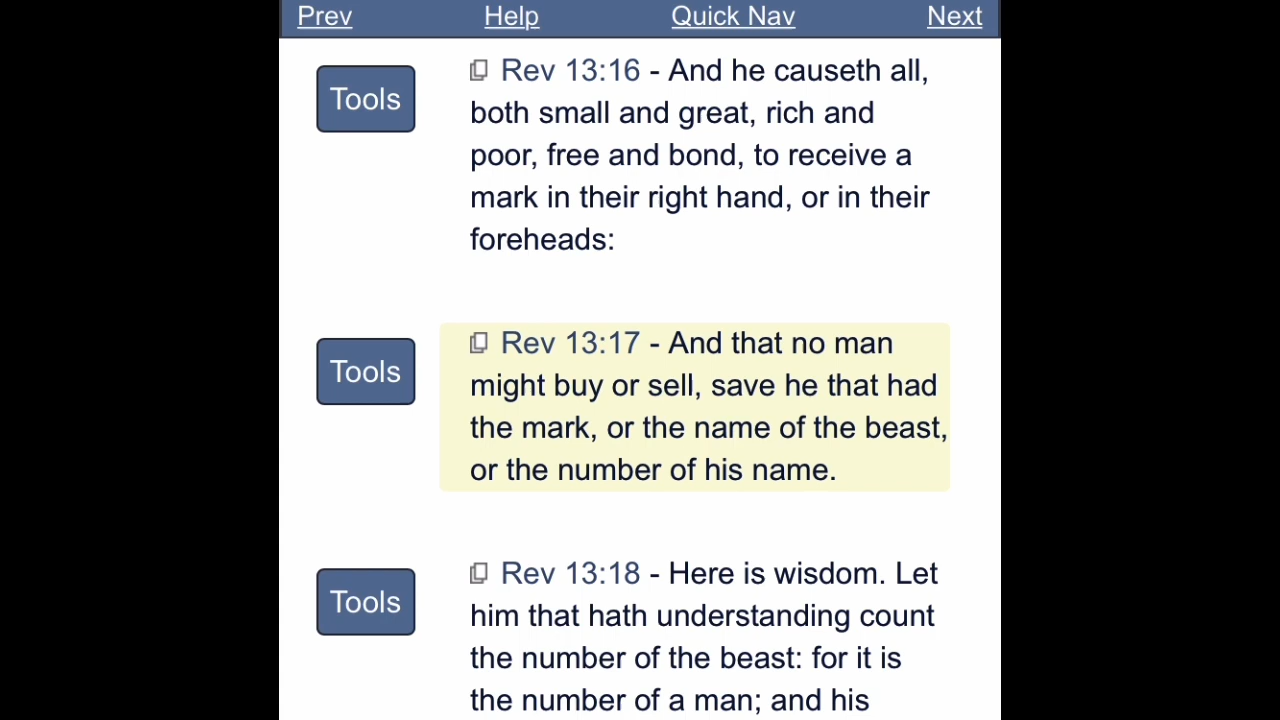 Prev Help Quick Nav Next
Tools
Rev 13:16 - And he causeth all,
both small and great, rich and
poor, free and bond, to receive a
mark in their right hand, or in their
foreheads:
Tools
Rev 13:17 - And that no man
might buy or sell, save he that had
the mark, or the name of the beast,
or the number of his name.
Tools
Rev 13:18 - Here is wisdom. Let
him that hath understanding count
the number of the beast: for it is
the number of a man; and his